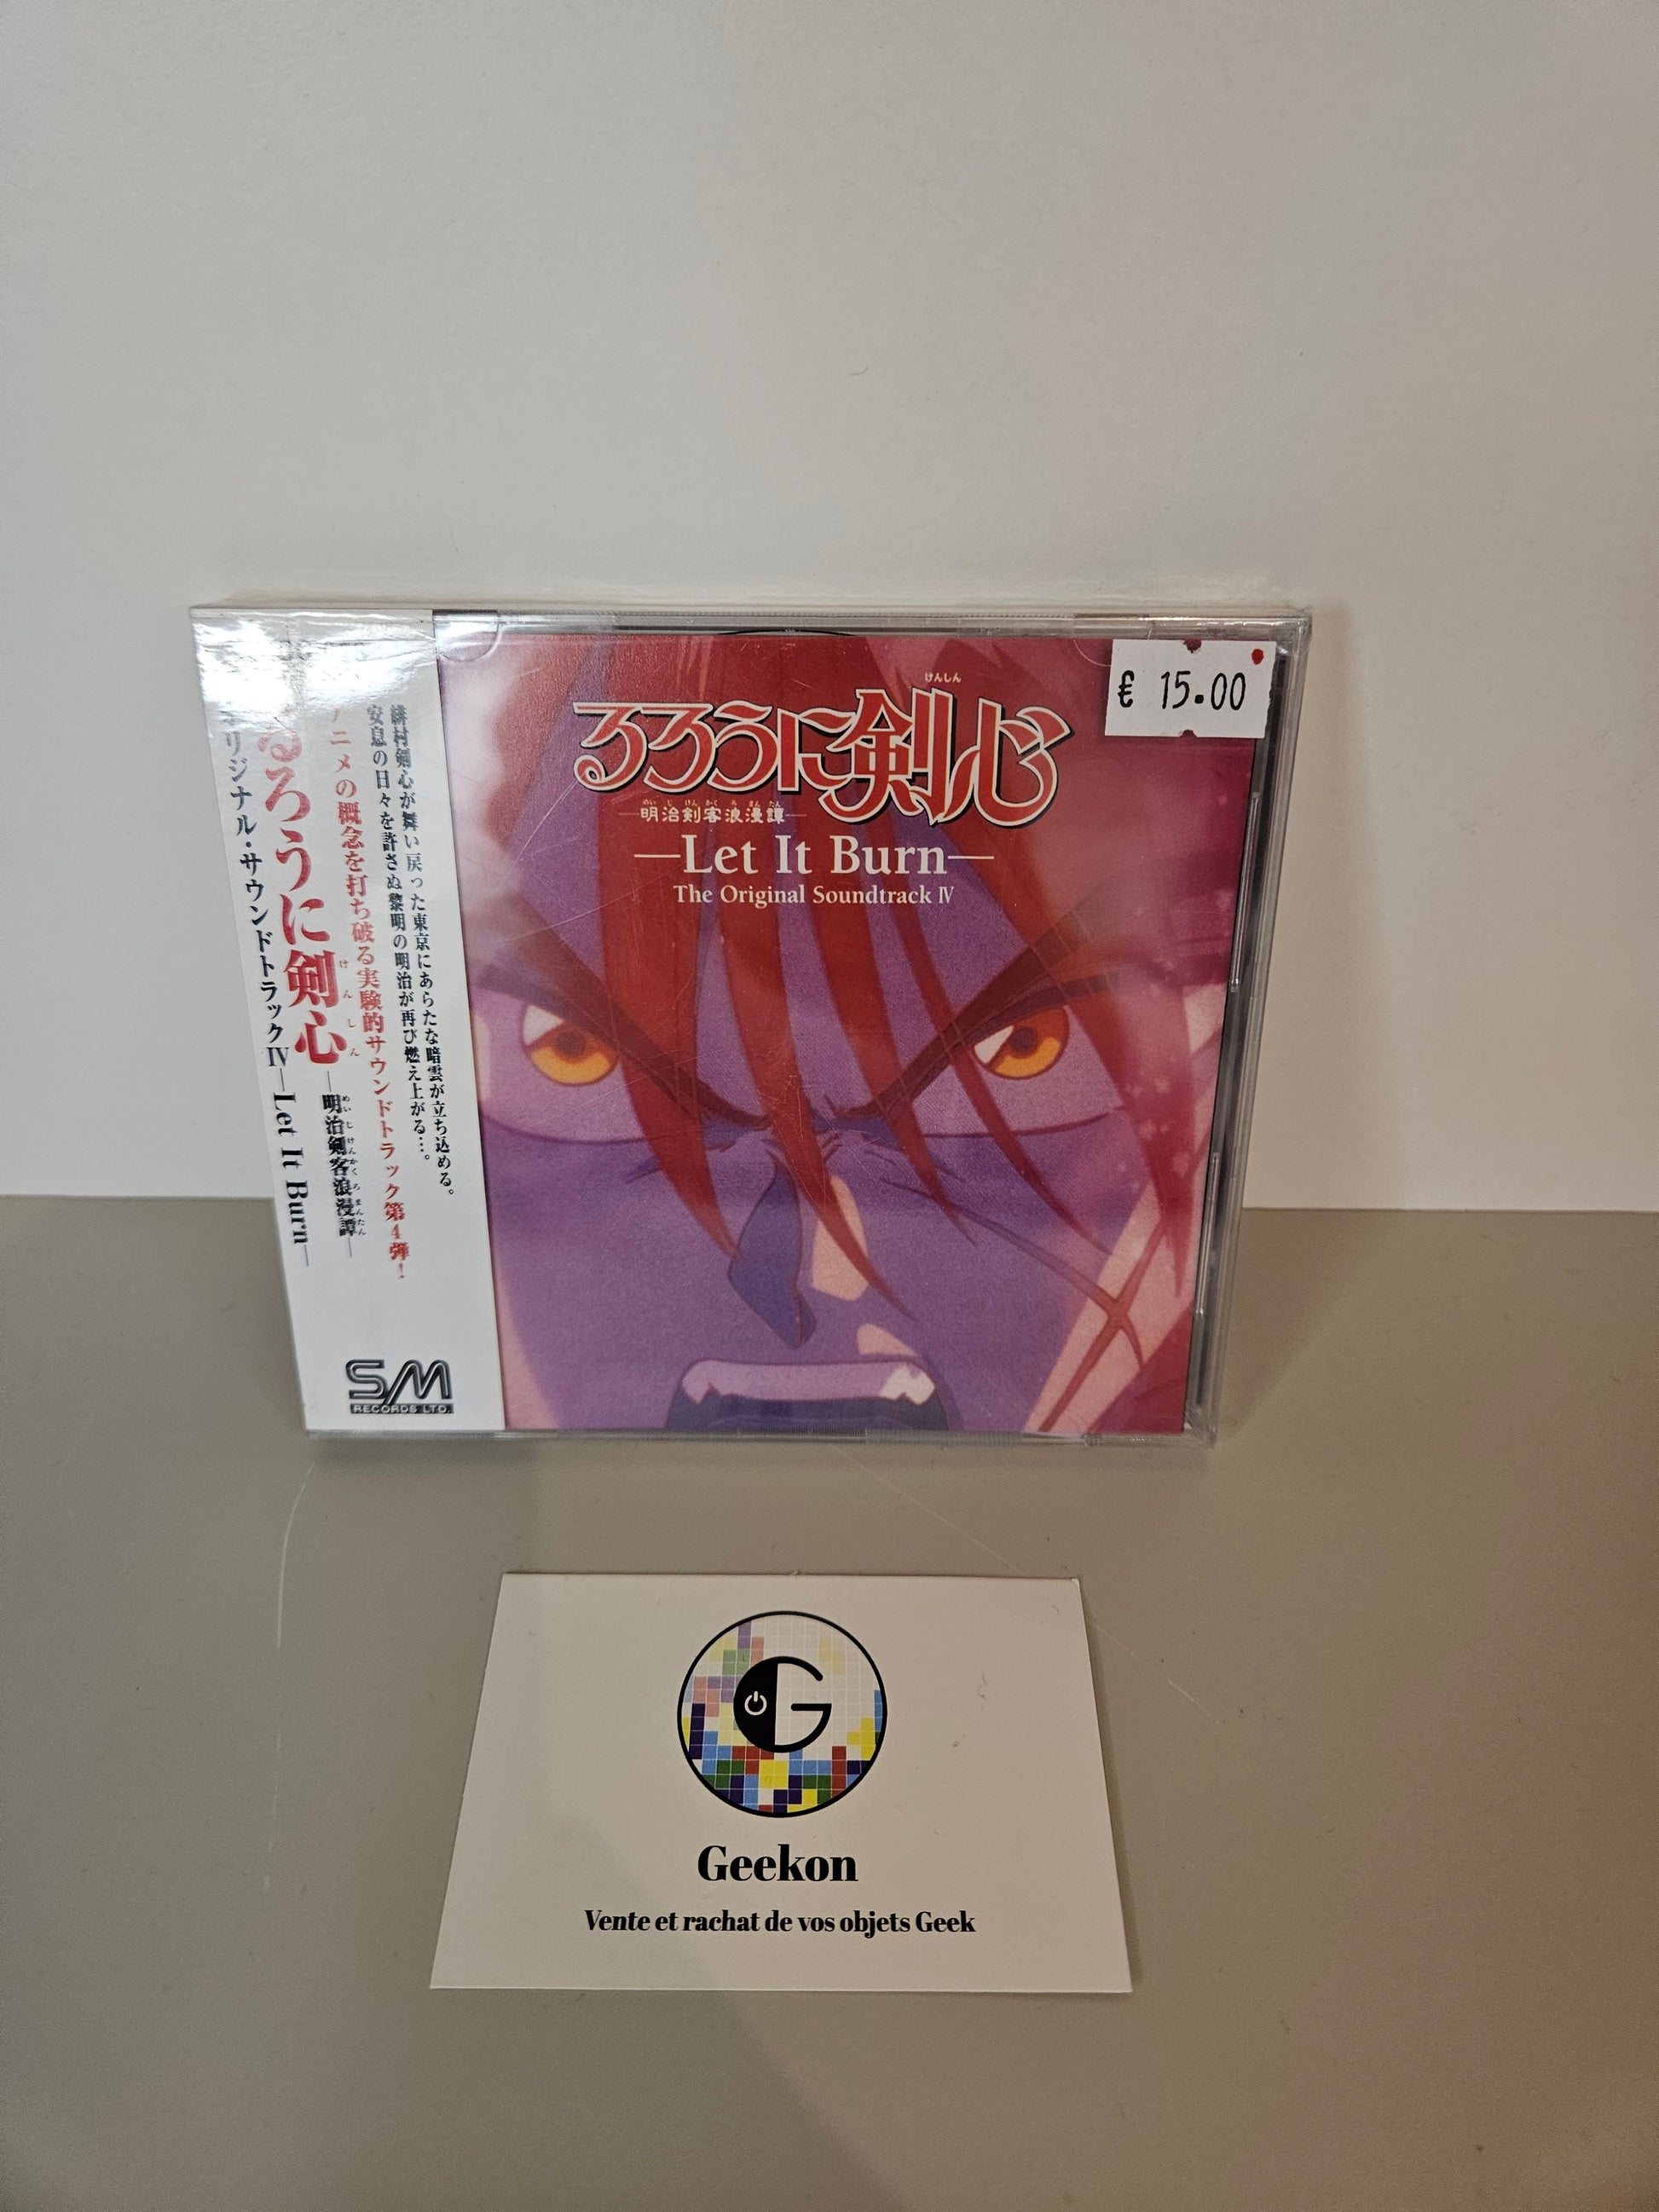 緋村剣心が舞い戻った東京にあらたな暗雲が立ち込める。
安息の日々を許さぬ黎明の明治が再び燃え上がる…。
アニメの概念を打ち破る実験的サウンドトラック第4弾!
るろうに剣心
けんしん
—明治剣客浪漫譚—
めいじけんかくろまんたん
オリジナル・サウンドトラックⅣ—Let It Burn—
SM
RECORDS LTD.
けんしん
るろうに剣心
めいじけんかくろまんたん
—明治剣客浪漫譚—
—Let It Burn—
The Original Soundtrack Ⅳ
€ 15.00
G
Geekon
Vente et rachat de vos objets Geek